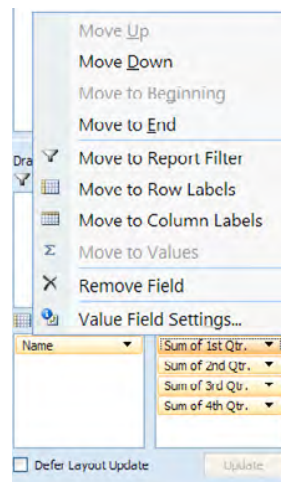 Move Up
Move Down
Move to Beginning
Move to End
Dra
Move to Report Filter
Move to Row Labels
Move to Column Labels
Σ Move to Values
Remove Field
Value Field Settings...
Name
Sum of 1st Qtr.
Sum of 2nd Qtr.
Sum of 3rd Qtr.
Sum of 4th Qtr.
Defer Layout Update
Update